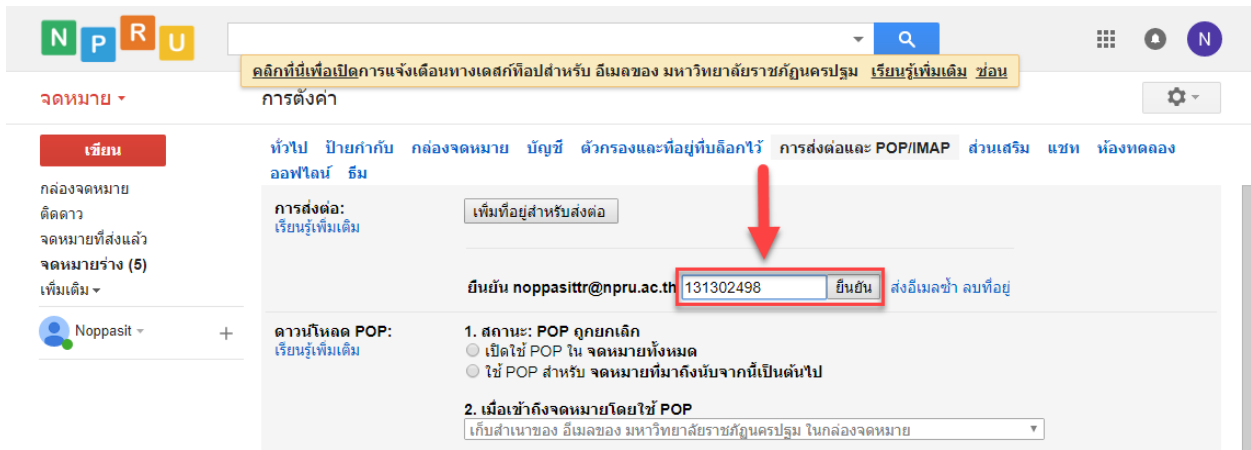 N P R U
คลิกที่นี่เพื่อเปิดการแจ้งเตือนทางเดสก์ท็อปสำหรับ อีเมลของ มหาวิทยาลัยราชภัฏนครปฐม เรียนรู้เพิ่มเติม ซ่อน
N
จดหมาย
การตั้งค่า
เขียน
ทั่วไป ป้ายกำกับ กล่องจดหมาย บัญชี ตัวกรองและที่อยู่ที่บล็อกไว้ การส่งต่อและ POP/IMAP ส่วนเสริม แชท ห้องทดลอง
ออฟไลน์ ธีม
กล่องจดหมาย
ติดดาว
จดหมายที่ส่งแล้ว
จดหมายร่าง (5)
เพิ่มเติม
Noppasit
+
การส่งต่อ:
เรียนรู้เพิ่มเติม
เพิ่มที่อยู่สำหรับส่งต่อ
ยืนยัน noppasittr@npru.ac.th 131302498 ยืนยัน ส่งอีเมลซ้ำ ลบที่อยู่
ดาวน์โหลด POP:
เรียนรู้เพิ่มเติม
1. สถานะ: POP ถูกยกเลิก
เปิดใช้ POP ใน จดหมายทั้งหมด
ใช้ POP สำหรับ จดหมายที่มาถึงนับจากนี้เป็นต้นไป
2. เมื่อเข้าถึงจดหมายโดยใช้ POP
เก็บสำเนาของ อีเมลของ มหาวิทยาลัยราชภัฏนครปฐม ในกล่องจดหมาย